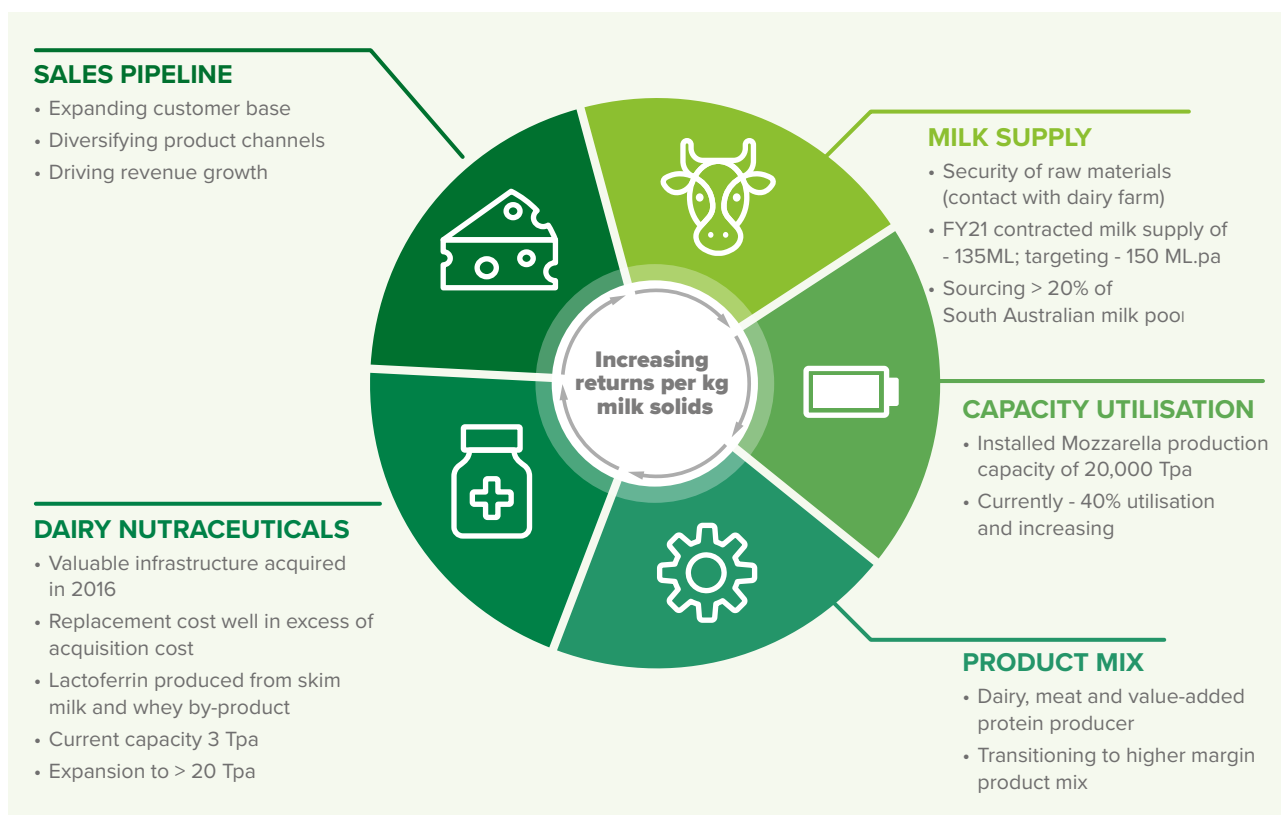 SALES PIPELINE
• Expanding customer base
• Diversifying product channels
• Driving revenue growth
MILK SUPPLY
• Security of raw materials
(contact with dairy farm)
• FY21 contracted milk supply of
- 135ML; targeting - 150 ML.pa
• Sourcing > 20% of
South Australian milk pool
Increasing
returns per kg
milk solids
CAPACITY UTILISATION
• Installed Mozzarella production
capacity of 20,000 Tpa
• Currently - 40% utilisation
and increasing
DAIRY NUTRACEUTICALS
• Valuable infrastructure acquired
in 2016
• Replacement cost well in excess of
acquisition cost
• Lactoferrin produced from skim
milk and whey by-product
• Current capacity 3 Tpa
• Expansion to > 20 Tpa
PRODUCT MIX
• Dairy, meat and value-added
protein producer
• Transitioning to higher margin
product mix